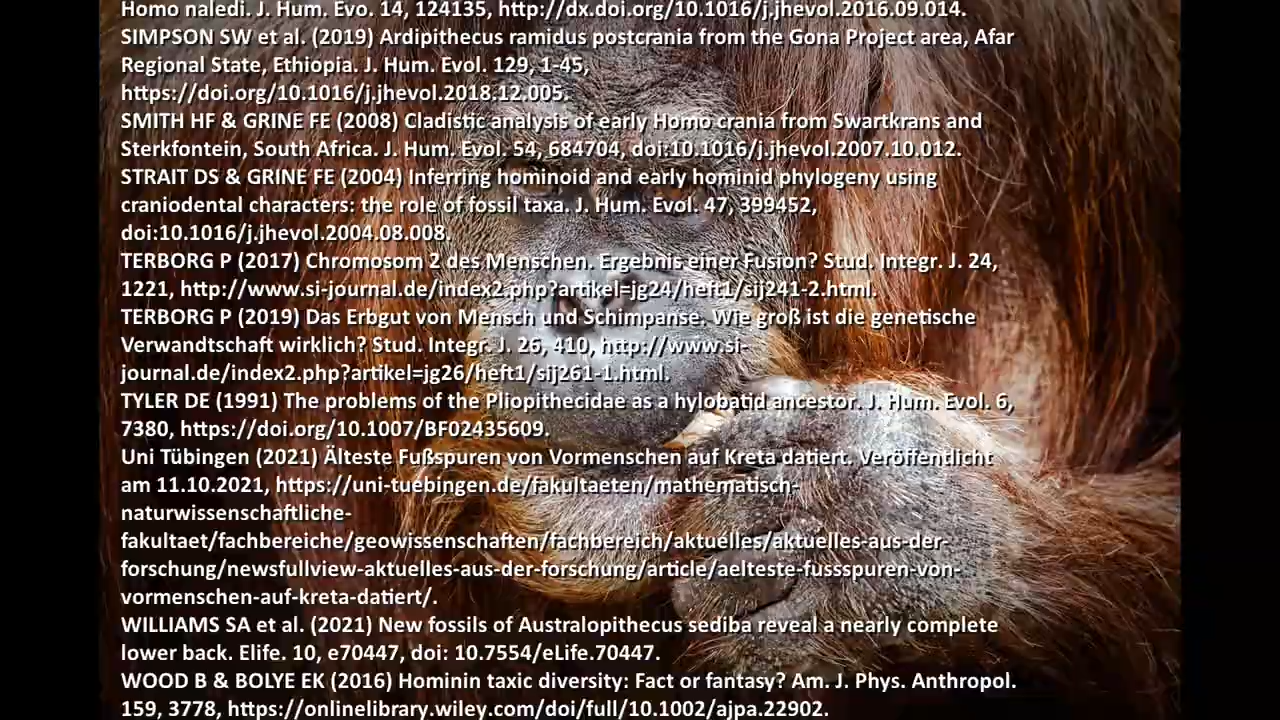 Homo naledi. J. Hum. Evo. 14, 124135, http://dx.doi.org/10.1016/j.jhevol.2016.09.014.
SIMPSON SW et al. (2019) Ardipithecus ramidus postcrania from the Gona Project area, Afar
Regional State, Ethiopia. J. Hum. Evol. 129, 1-45,
https://doi.org/10.1016/j.jhevol.2018.12.005.
SMITH HF & GRINE FE (2008) Cladistic analysis of early Homo crania from Swartkrans and
Sterkfontein, South Africa. J. Hum. Evol. 54, 684704, doi:10.1016/j.jhevol.2007.10.012.
STRAIT DS & GRINE FE (2004) Inferring hominoid and early hominid phylogeny using
craniodental characters: the role of fossil taxa. J. Hum. Evol. 47, 399452,
doi:10.1016/j.jhevol.2004.08.008.
TERBORG P (2017) Chromosom 2 des Menschen. Ergebnis einer Fusion? Stud. Integr. J. 24,
1221, http://www.si-journal.de/index2.php?artikel=jg24/heft1/sij241-2.html.
TERBORG P (2019) Das Erbgut von Mensch und Schimpanse. Wie groß ist die genetische
Verwandtschaft wirklich? Stud. Integr. J. 26, 410, http://www.si-
journal.de/index2.php?artikel=jg26/heft1/sij261-1.html.
TYLER DE (1991) The problems of the Pliopithecidae as a hylobatid ancestor. J. Hum. Evol. 6,
7380, https://doi.org/10.1007/BF02435609.
Uni Tübingen (2021) Älteste Fußspuren von Vormenschen auf Kreta datiert. Veröffentlicht
am 11.10.2021, https://uni-tuebingen.de/fakultaeten/mathematisch-
naturwissenschaftliche-
fakultaet/fachbereiche/geowissenschaften/fachbereich/aktuelles/aktuelles-aus-der-
forschung/newsfullview-aktuelles-aus-der-forschung/article/aelteste-fussspuren-von-
vormenschen-auf-kreta-datiert/.
WILLIAMS SA et al. (2021) New fossils of Australopithecus sediba reveal a nearly complete
lower back. Elife. 10, e70447, doi: 10.7554/eLife.70447.
WOOD B & BOLYE EK (2016) Hominin taxic diversity: Fact or fantasy? Am. J. Phys. Anthropol.
159, 3778, https://onlinelibrary.wiley.com/doi/full/10.1002/ajpa.22902.